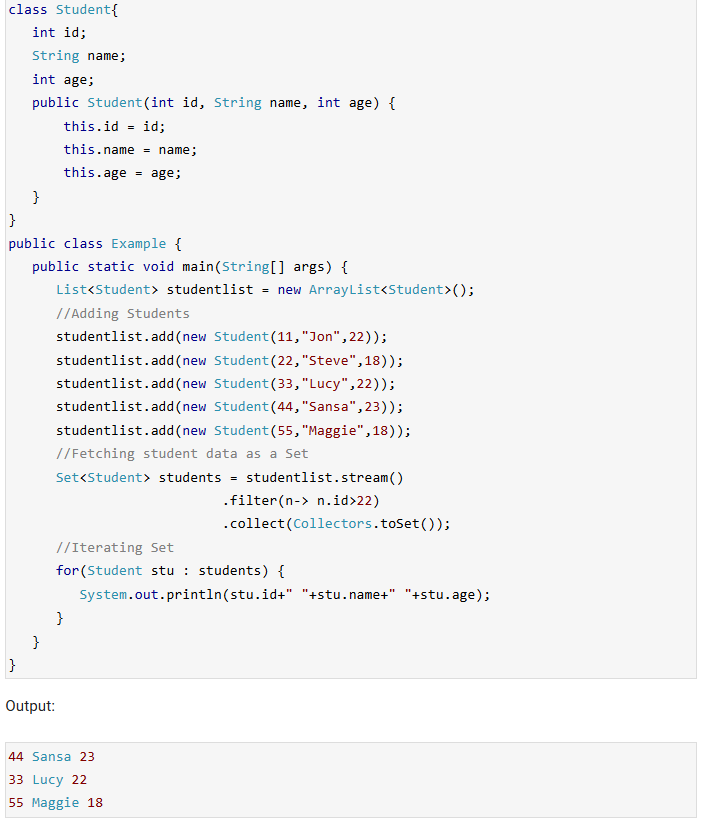 class Student{
   int id;
   String name;
   int age;
   public Student(int id, String name, int age) {
       this.id = id;
       this.name = name;
       this.age = age;
   }
}
public class Example {
   public static void main(String[] args) {
      List<Student> studentlist = new ArrayList<Student>();
      //Adding Students
      studentlist.add(new Student(11,"Jon",22));
      studentlist.add(new Student(22,"Steve",18));
      studentlist.add(new Student(33,"Lucy",22));
      studentlist.add(new Student(44,"Sansa",23));
      studentlist.add(new Student(55,"Maggie",18));
      //Fetching student data as a Set
      Set<Student> students = studentlist.stream()
                           .filter(n-> n.id>22)
                           .collect(Collectors.toSet());
      //Iterating Set
      for(Student stu : students) {
         System.out.println(stu.id+" "+stu.name+" "+stu.age);
      }
   }
}
Output:
44 Sansa 23
33 Lucy 22
55 Maggie 18